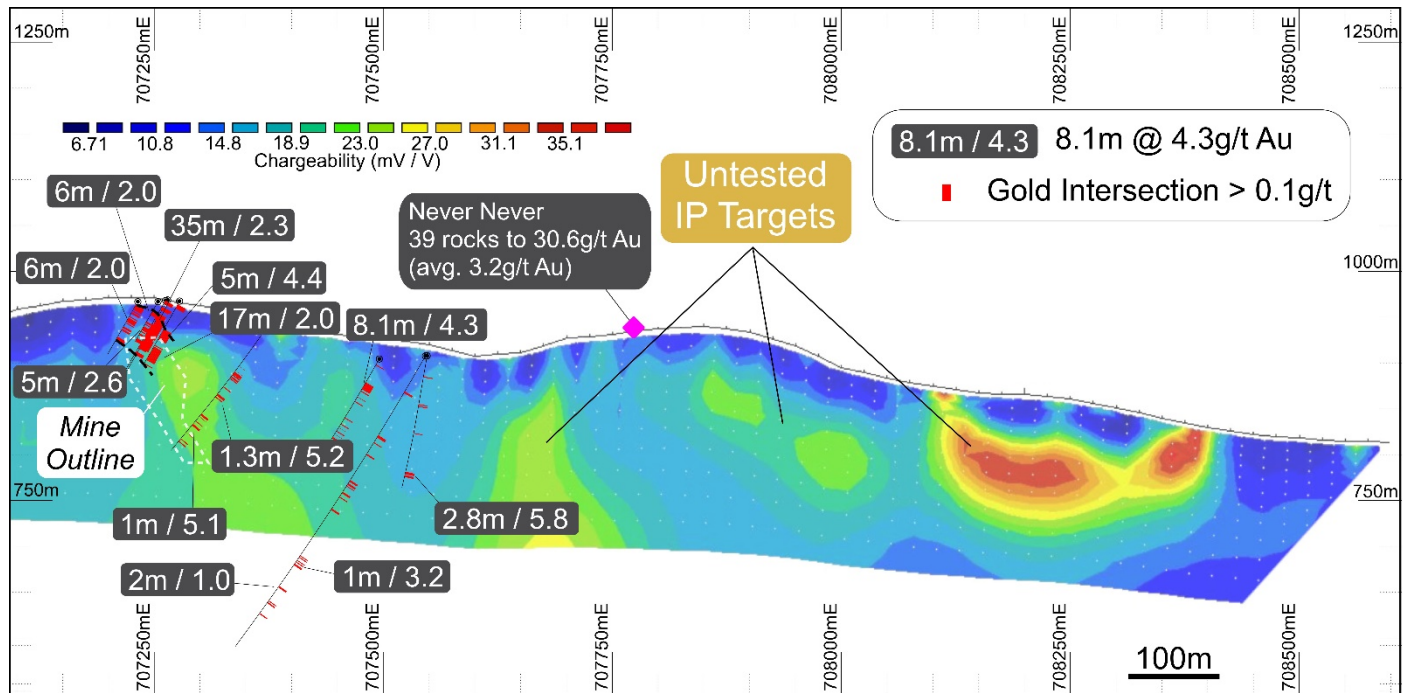 1250m
707250mE
707500mE
707750mE
708000mE
708250mE
708500mE
1250m
6.71 10.8 14.8 18.9 23.0 27.0 31.1 35.1
Chargeability (mV / V)
8.1m / 4.3 8.1m @ 4.3g/t Au
Gold Intersection > 0.1g/t
Untested
IP Targets
Never Never
39 rocks to 30.6g/t Au
(avg. 3.2g/t Au)
6m / 2.0
35m / 2.3
6m / 2.0
5m / 4.4
17m / 2.0
8.1m / 4.3
1000m
5m / 2.6
Mine
Outline
1.3m / 5.2
750m
1m / 5.1
2.8m / 5.8
750m
2m / 1.0
1m / 3.2
707250mE
707500mE
707750mE
708000mE
708250mE
708500mE
100m